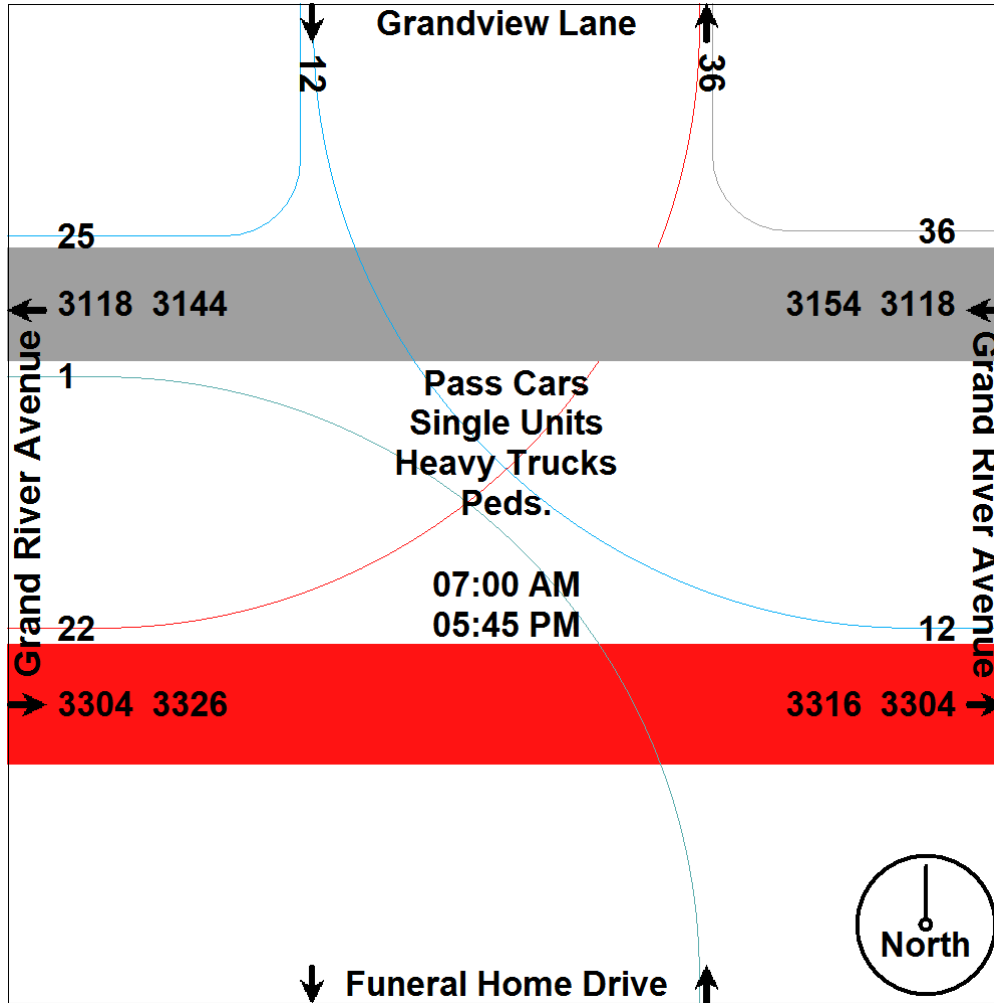 Grandview Lane
12
36
25
36
3118 3144
3154 3118
Grand River Avenue
Grand River Avenue
1
Pass Cars
Single Units
Heavy Trucks
Peds.
07:00 AM
05:45 PM
22
12
3304 3326
3316 3304
North
Funeral Home Drive